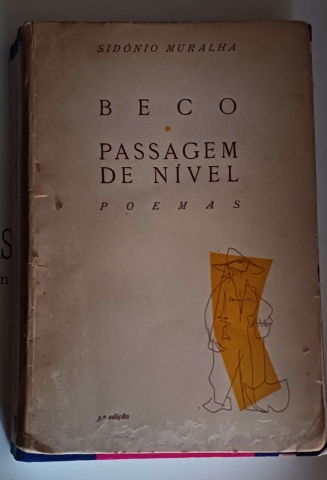 SIDÓNIO MURALHA
BECO
PASSAGEM
DE NÍVEL
POEMAS
3.ª edição
S
n